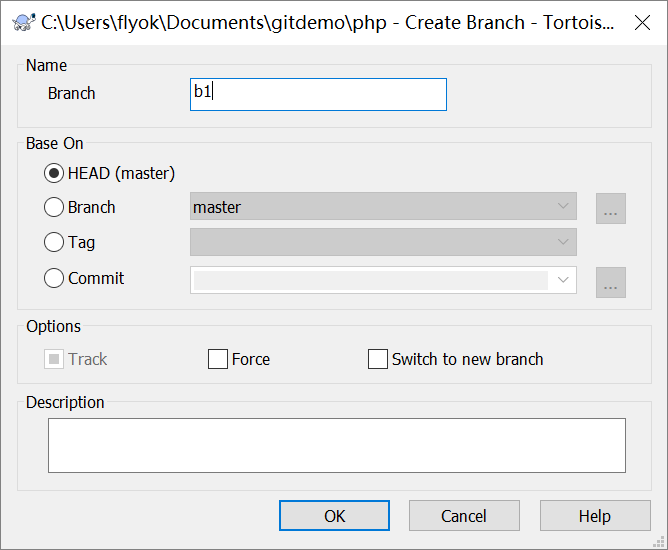 C:\Users\flyok\Documents\gitdemo\php - Create Branch - Tortois...
Name
Branch b1
Base On
HEAD (master)
Branch master ...
Tag
Commit ...
Options
Track Force Switch to new branch
Description
OK Cancel Help